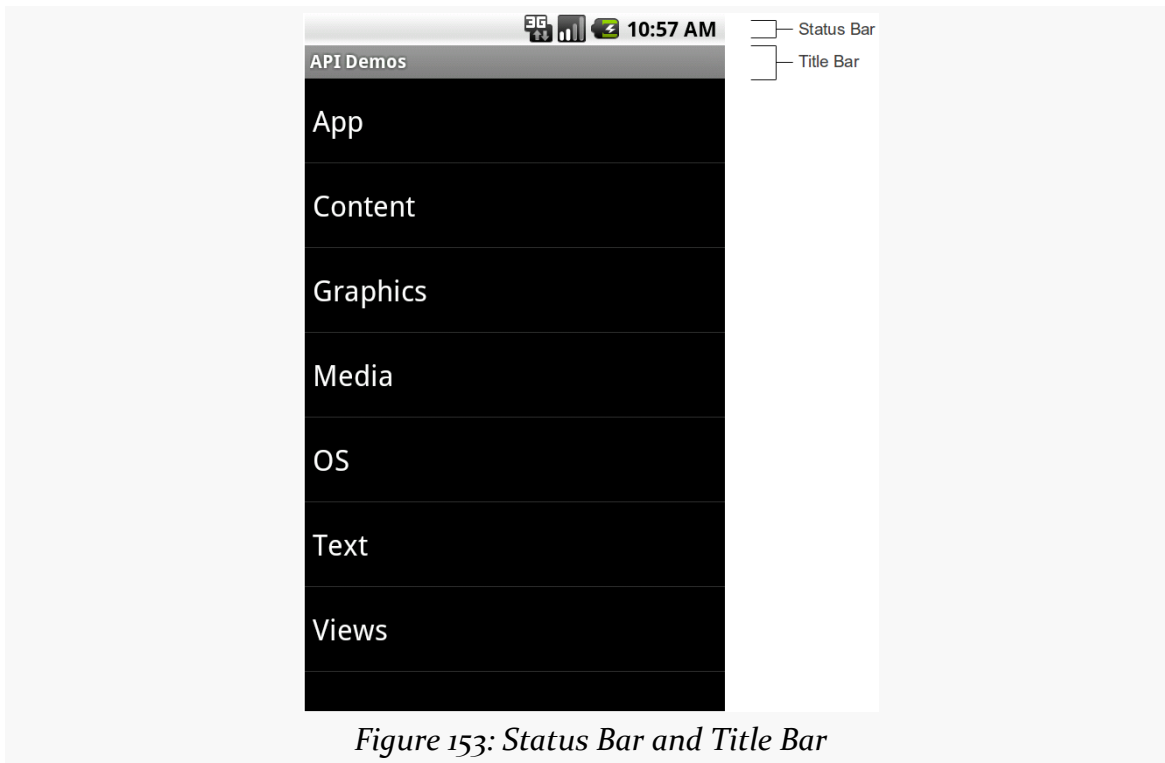 3G 10:57 AM Status Bar
API Demos Title Bar
App
Content
Graphics
Media
OS
Text
Views
Figure 153: Status Bar and Title Bar